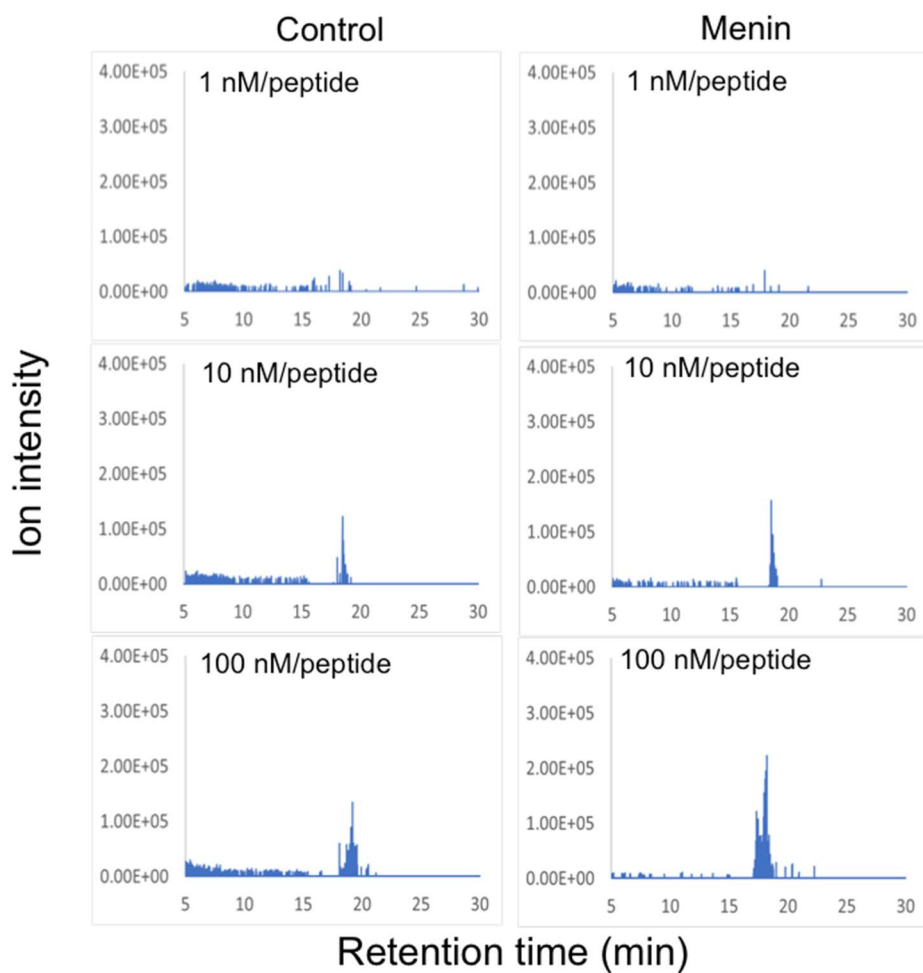 Control
Menin
1 nM/peptide
4.00E+05
3.00E+05
2.00E+05
1.00E+05
0.00E+00
5 10 15 20 25 30
1 nM/peptide
4.00E+05
3.00E+05
2.00E+05
1.00E+05
0.00E+00
5 10 15 20 25 30
10 nM/peptide
4.00E+05
3.00E+05
2.00E+05
1.00E+05
0.00E+00
5 10 15 20 25 30
10 nM/peptide
4.00E+05
3.00E+05
2.00E+05
1.00E+05
0.00E+00
5 10 15 20 25 30
100 nM/peptide
4.00E+05
3.00E+05
2.00E+05
1.00E+05
0.00E+00
5 10 15 20 25 30
100 nM/peptide
4.00E+05
3.00E+05
2.00E+05
1.00E+05
0.00E+00
5 10 15 20 25 30
Ion intensity
Retention time (min)